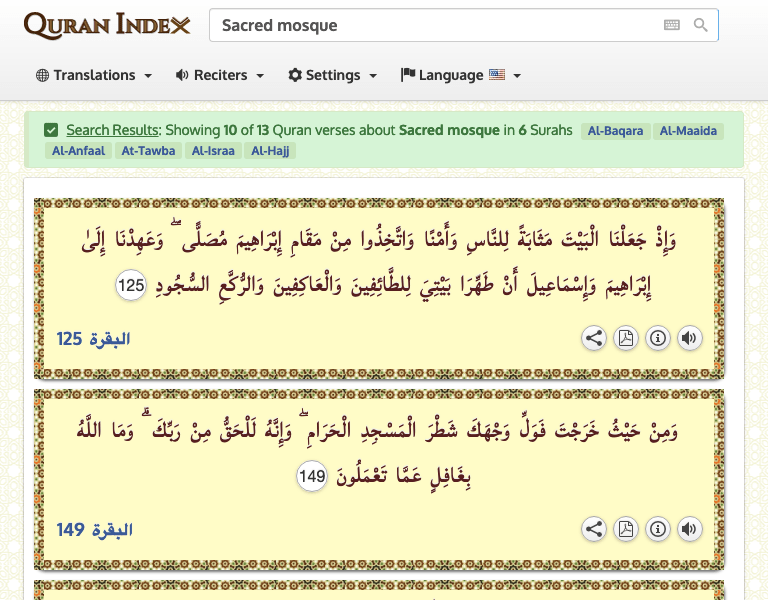 QURAN INDEX
Sacred mosque
Translations Reciters Settings Language
Search Results: Showing 10 of 13 Quran verses about Sacred mosque in 6 Surahs Al-Baqara Al-Maaida
Al-Anfaal At-Tawba Al-Israa Al-Hajj
وَإِذْ جَعَلْنَا الْبَيْتَ مَثَابَةً لِلنَّاسِ وَأَمْنًا وَاتَّخِذُوا مِنْ مَقَامِ إِبْرَاهِيمَ مُصَلًّى ۖ وَعَهِدْنَا إِلَىٰ
إِبْرَاهِيمَ وَإِسْمَاعِيلَ أَنْ طَهِّرَا بَيْتِيَ لِلطَّائِفِينَ وَالْعَاكِفِينَ وَالرُّكَّعِ السُّجُودِ 125
البقرة 125
وَمِنْ حَيْثُ خَرَجْتَ فَوَلِّ وَجْهَكَ شَطْرَ الْمَسْجِدِ الْحَرَامِ ۖ وَإِنَّهُ لَلْحَقُّ مِنْ رَبِّكَ ۗ وَمَا اللَّهُ
بِغَافِلٍ عَمَّا تَعْمَلُونَ 149
البقرة 149